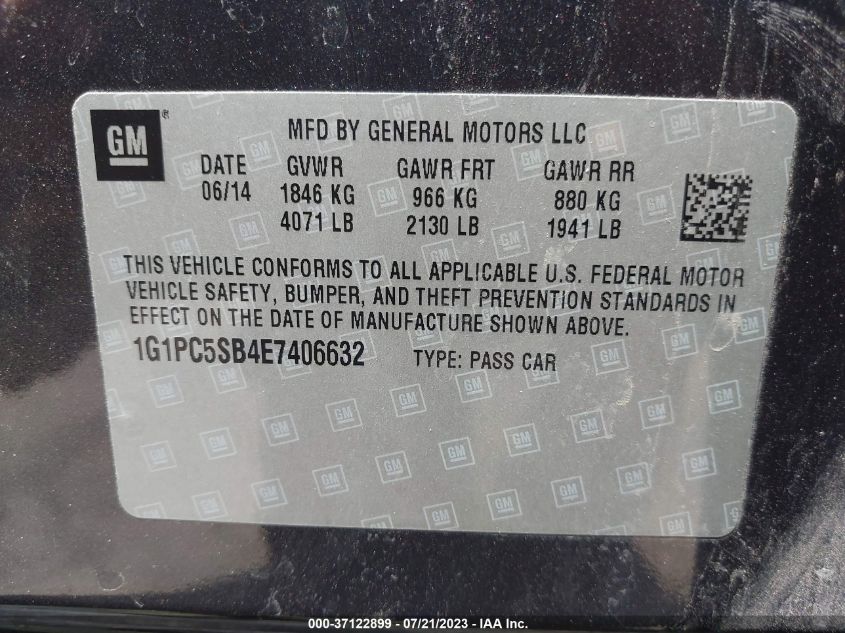 GM®
MFD BY GENERAL MOTORS LLC
DATE GVWR GAWR FRT GAWR RR
06/14 1846 KG 966 KG 880 KG
4071 LB 2130 LB 1941 LB
THIS VEHICLE CONFORMS TO ALL APPLICABLE U.S. FEDERAL MOTOR
VEHICLE SAFETY, BUMPER, AND THEFT PREVENTION STANDARDS IN
EFFECT ON THE DATE OF MANUFACTURE SHOWN ABOVE.
1G1PC5SB4E7406632 TYPE: PASS CAR
000-37122899 - 07/21/2023 - IAA Inc.